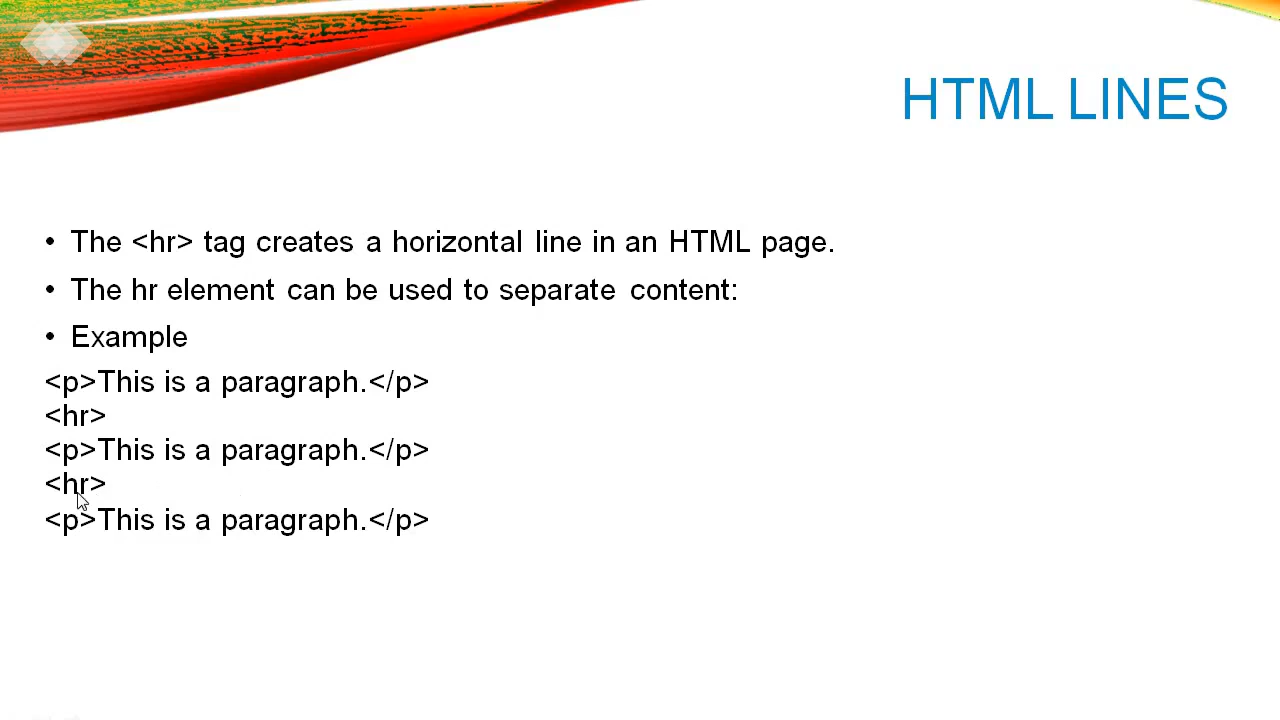 HTML LINES
• The <hr> tag creates a horizontal line in an HTML page.
• The hr element can be used to separate content:
• Example
<p>This is a paragraph.</p>
<hr>
<p>This is a paragraph.</p>
<hr>
<p>This is a paragraph.</p>